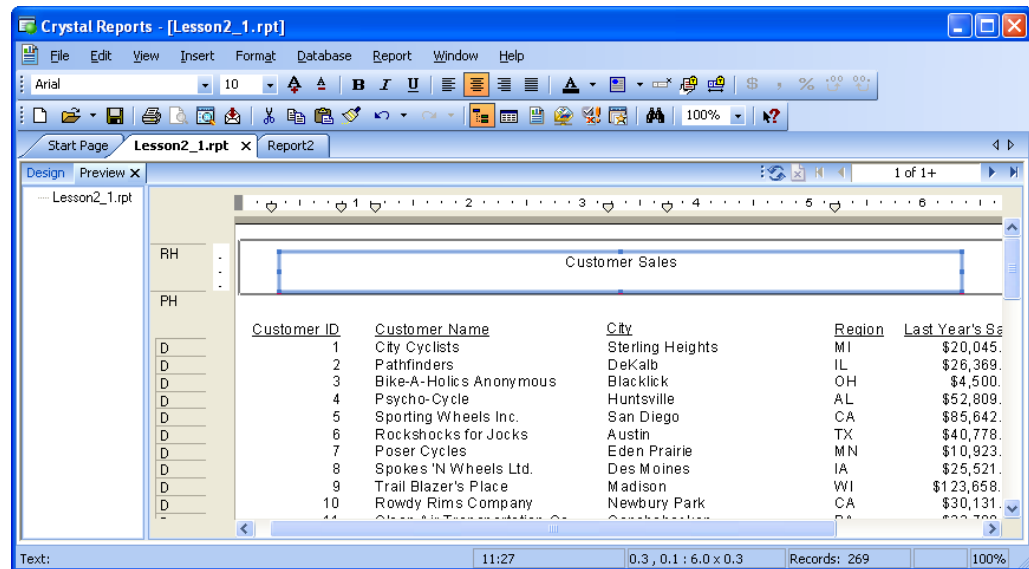 Crystal Reports - [Lesson2_1.rpt]
File Edit View Insert Format Database Report Window Help
Arial 10 B I U $ , %
100%
Start Page Lesson2_1.rpt X Report2
Design Preview X 1 of 1+
Lesson2_1.rpt
1 2 3 4 5 6
RH
Customer Sales
PH
Customer ID Customer Name City Region Last Year's Sa
D 1 City Cyclists Sterling Heights MI $20,045.
D 2 Pathfinders DeKalb IL $26,369.
D 3 Bike-A-Holics Anonymous Blacklick OH $4,500.
D 4 Psycho-Cycle Huntsville AL $52,809.
D 5 Sporting Wheels Inc. San Diego CA $85,642.
D 6 Rockshocks for Jocks Austin TX $40,778.
D 7 Poser Cycles Eden Prairie MN $10,923.
D 8 Spokes 'N Wheels Ltd. Des Moines IA $25,521.
D 9 Trail Blazer's Place Madison WI $123,658.
D 10 Rowdy Rims Company Newbury Park CA $30,131.
Text: 11:27 0.3 , 0.1 : 6.0 x 0.3 Records: 269 100%